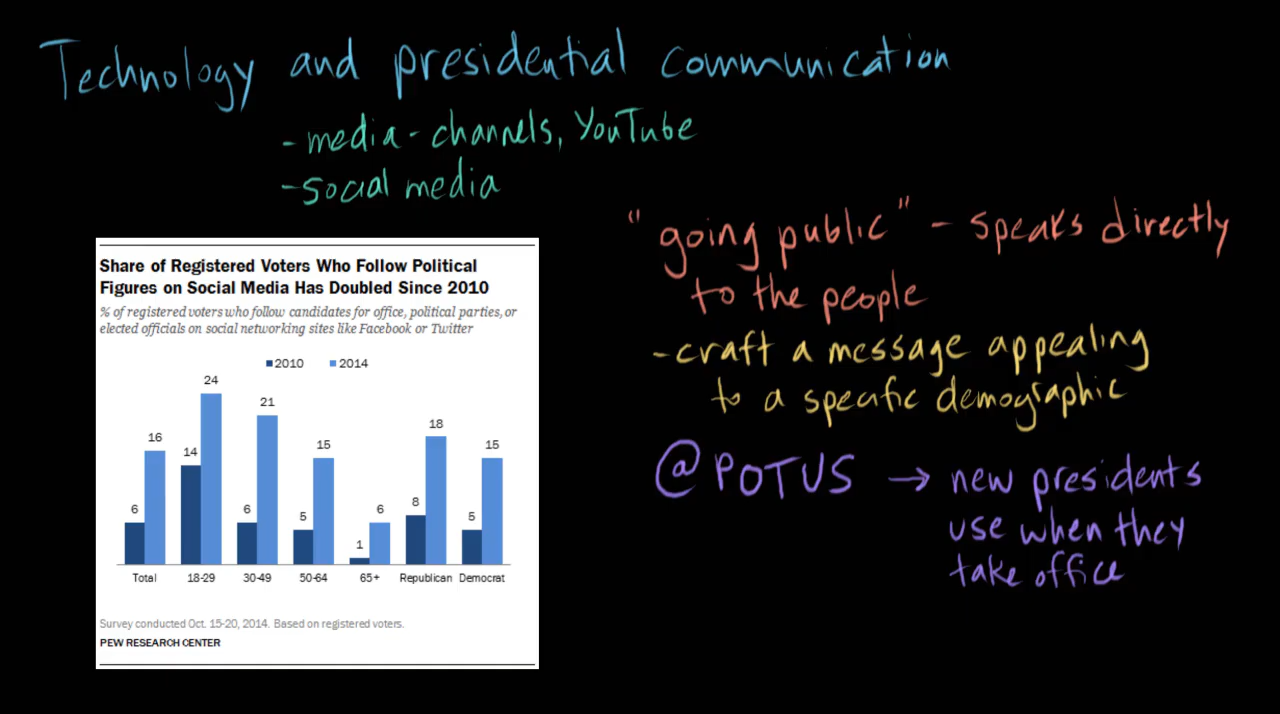 Technology and presidential communication
- media - channels, YouTube
- social media
"going public" - speaks directly
to the people
- craft a message appealing
to a specific demographic
@POTUS → new presidents
use when they
take office
Share of Registered Voters Who Follow Political
Figures on Social Media Has Doubled Since 2010
% of registered voters who follow candidates for office, political parties, or
elected officials on social networking sites like Facebook or Twitter
2010 2014
6 16 14 24 6 21 5 15 1 6 8 18 5 15
Total 18-29 30-49 50-64 65+ Republican Democrat
Survey conducted Oct. 15-20, 2014. Based on registered voters.
PEW RESEARCH CENTER